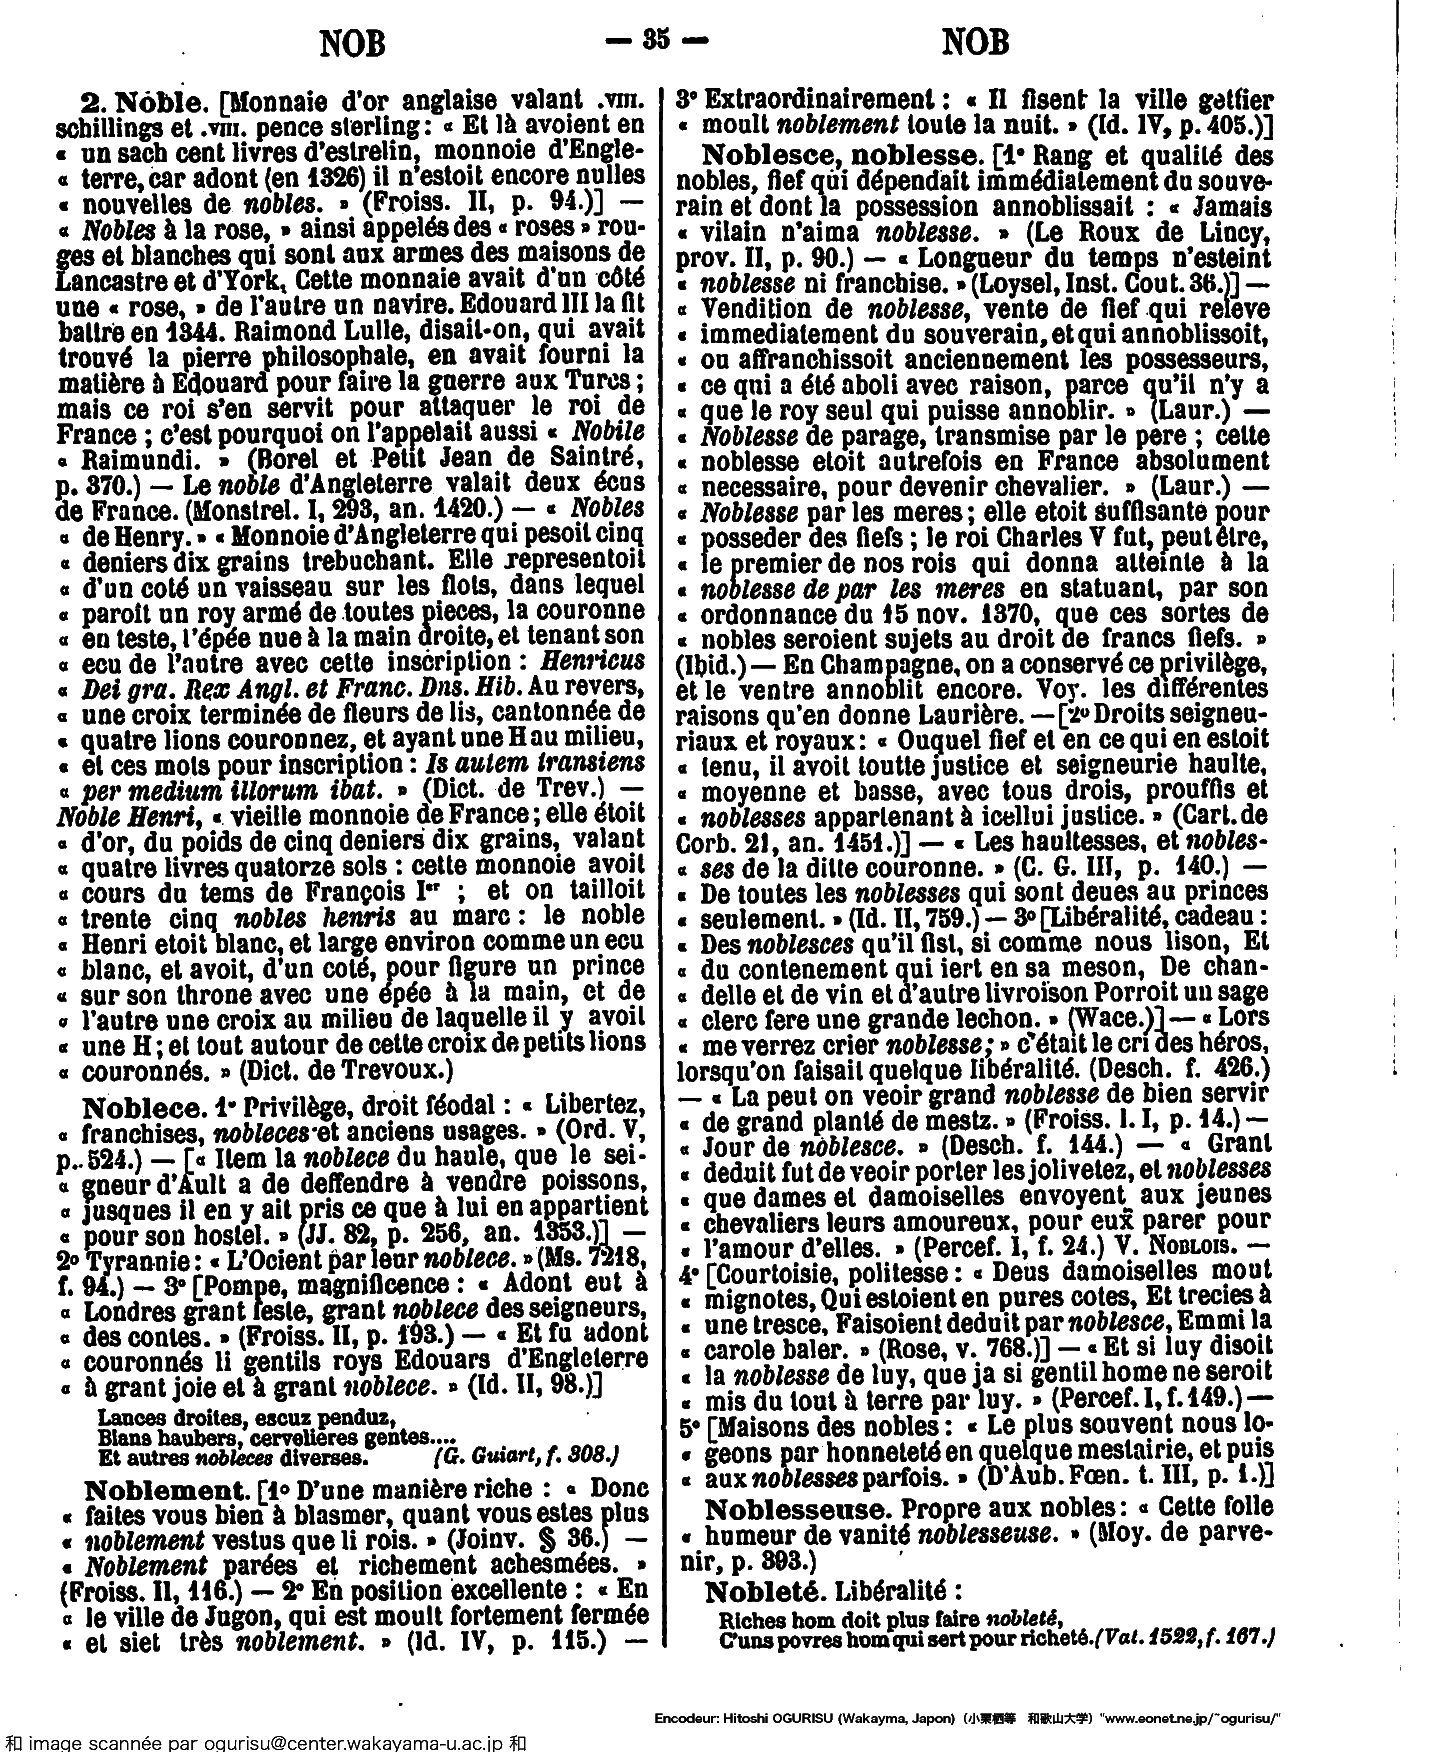 NOB — 35 — NOB
2. Noble. [Monnaie d'or anglaise valant .VIII.
schillings et .VIII. pence sterling : « Et là avoient en
« un sach cent livres d'estrelin, monnoie d'Engle-
« terre, car adont (en 1326) il n'estoit encore nulles
« nouvelles de nobles. » (Froiss. II, p. 94.)] —
« Nobles à la rose, » ainsi appelés des « roses » rou-
ges et blanches qui sont aux armes des maisons de
Lancastre et d'York. Cette monnaie avait d'un côté
une « rose, » de l'autre un navire. Edouard III la fit
battre en 1344. Raimond Lulle, disait-on, qui avait
trouvé la pierre philosophale, en avait fourni la
matière à Edouard pour faire la guerre aux Turcs ;
mais ce roi s'en servit pour attaquer le roi de
France ; c'est pourquoi on l'appelait aussi « Nobile
« Raimundi. » (Borel et Petit Jean de Saintré,
p. 370.) — Le noble d'Angleterre valait deux écus
de France. (Monstrel. I, 293, an. 1420.) — « Nobles
« de Henry. » « Monnoie d'Angleterre qui pesoit cinq
« deniers dix grains trebuchant. Elle representoit
« d'un coté un vaisseau sur les flots, dans lequel
« paroit un roy armé de toutes pieces, la couronne
« en teste, l'épée nue à la main droite, et tenant son
« ecu de l'autre avec cette inscription : Henricus
« Dei gra. Rex Angl. et Franc. Dns. Hib. Au revers,
« une croix terminée de fleurs de lis, cantonnée de
« quatre lions couronnez, et ayant une H au milieu,
« et ces mots pour inscription : Is autem transiens
« per medium illorum ibat. » (Dict. de Trev.) —
Noble Henri, « vieille monnoie de France ; elle étoit
« d'or, du poids de cinq deniers dix grains, valant
« quatre livres quatorze sols : cette monnoie avoit
« cours du tems de François Ier ; et on tailloit
« trente cinq nobles henris au marc : le noble
« Henri etoit blanc, et large environ comme un ecu
« blanc, et avoit, d'un coté, pour figure un prince
« sur son throne avec une épée à la main, et de
« l'autre une croix au milieu de laquelle il y avoit
« une H ; et tout autour de cette croix de petits lions
« couronnés. » (Dict. de Trevoux.)
Noblece. 1° Privilège, droit féodal : « Libertez,
« franchises, nobleces et anciens usages. » (Ord. V,
p. 524.) — [« Item la noblece du haule, que le sei-
« gneur d'Ault a de deffendre à vendre poissons,
« jusques il en y ait pris ce que à lui en appartient
« pour son hostel. » (JJ. 82, p. 256, an. 1353.)] —
2° Tyrannie : « L'Ocient par leur noblece. » (Ms. 7218,
f. 94.) — 3° [Pompe, magnificence : « Adont eut à
« Londres grant feste, grant noblece des seigneurs,
« des contes. » (Froiss. II, p. 193.) — « Et fu adont
« couronnés li gentils roys Edouars d'Engleterre
« à grant joie et à grant noblece. » (Id. II, 98.)]
Lances droites, escuz penduz,
Blans haubers, cervelieres gentes....
Et autres nobleces diverses. (G. Guiart, f. 308.)
Noblement. [1° D'une manière riche : « Donc
« faites vous bien à blasmer, quant vous estes plus
« noblement vestus que li rois. » (Joinv. § 36.) —
« Noblement parées et richement achesmées. »
(Froiss. II, 116.) — 2° En position excellente : « En
« le ville de Jugon, qui est moult fortement fermée
« et siet très noblement. » (Id. IV, p. 115.) —
3° Extraordinairement : « Il fisent la ville gettier
« moult noblement toute la nuit. » (Id. IV, p. 405.)]
Noblesce, noblesse. [1° Rang et qualité des
nobles, fief qui dépendait immédiatement du souve-
rain et dont la possession annoblissait : « Jamais
« vilain n'aima noblesse. » (Le Roux de Lincy,
prov. II, p. 90.) — « Longueur du temps n'esteint
« noblesse ni franchise. » (Loysel, Inst. Cout. 36.)] —
« Vendition de noblesse, vente de fief qui releve
« immediatement du souverain, et qui annoblissoit,
« ou affranchissoit anciennement les possesseurs,
« ce qui a été aboli avec raison, parce qu'il n'y a
« que le roy seul qui puisse annoblir. » (Laur.) —
« Noblesse de parage, transmise par le pere ; cette
« noblesse etoit autrefois en France absolument
« necessaire, pour devenir chevalier. » (Laur.) —
« Noblesse par les meres ; elle etoit suffisante pour
« posseder des fiefs ; le roi Charles V fut, peut être,
« le premier de nos rois qui donna atteinte à la
« noblesse de par les meres en statuant, par son
« ordonnance du 15 nov. 1370, que ces sortes de
« nobles seroient sujets au droit de francs fiefs. »
(Ibid.) — En Champagne, on a conservé ce privilège,
et le ventre annoblit encore. Voy. les différentes
raisons qu'en donne Laurière. — [2° Droits seigneu-
riaux et royaux : « Ouquel fief et en ce qui en estoit
« tenu, il avoit toutte justice et seigneurie haulte,
« moyenne et basse, avec tous drois, prouffis et
« noblesses appartenant à icellui justice. » (Cart. de
Corb. 21, an. 1451.)] — « Les haultesses, et nobles-
« ses de la ditte couronne. » (C. G. III, p. 140.) —
« De toutes les noblesses qui sont deues au princes
« seulement. » (Id. II, 759.) — 3° [Libéralité, cadeau :
« Des noblesces qu'il fist, si comme nous lison, Et
« du contenement qui iert en sa meson, De chan-
« delle et de vin et d'autre livroison Porroit un sage
« clerc fere une grande lechon. » (Wace.)] — « Lors
« me verrez crier noblesse ; » c'était le cri des héros,
lorsqu'on faisait quelque libéralité. (Desch. f. 426.)
— « La peut on veoir grand noblesse de bien servir
« de grand planté de mestz. » (Froiss. l. I, p. 14.) —
« Jour de noblesce. » (Desch. f. 144.) — « Grant
« deduit fut de veoir porter les jolivetez, et noblesses
« que dames et damoiselles envoyent aux jeunes
« chevaliers leurs amoureux, pour eux parer pour
« l'amour d'elles. » (Percef. I, f. 24.) V. NOBLOIS. —
4° [Courtoisie, politesse : « Deus damoiselles mout
« mignotes, Qui estoient en pures cotes, Et trecies à
« une tresce, Faisoient deduit par noblesce, Emmi la
« carole baler. » (Rose, v. 768.)] — « Et si luy disoit
« la noblesse de luy, que ja si gentil home ne seroit
« mis du tout à terre par luy. » (Percef. I, f. 149.) —
5° [Maisons des nobles : « Le plus souvent nous lo-
« geons par honneteté en quelque mestairie, et puis
« aux noblesses parfois. » (D'Aub. Fœn. t. III, p. 1.)]
Noblesseuse. Propre aux nobles : « Cette folle
« humeur de vanité noblesseuse. » (Moy. de parve-
nir, p. 393.)
Nobleté. Libéralité :
Riches hom doit plus faire nobleté,
C'uns povres hom qui sert pour richeté. (Vat. 1522, f. 167.)
Encodeur: Hitoshi OGURISU (Wakayma, Japon) (小栗栖等 和歌山大学) "www.eonet.ne.jp/~ogurisu/"
和 image scannée par ogurisu@center.wakayama-u.ac.jp 和